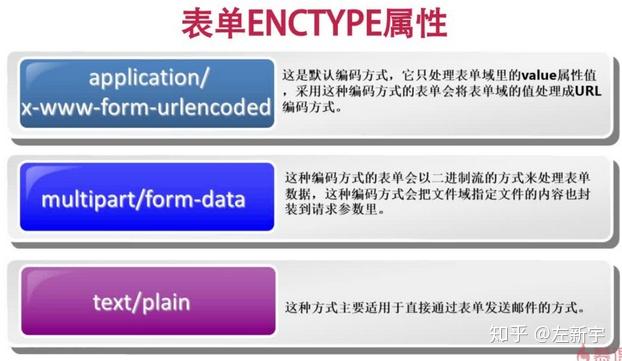 表单ENCTYPE属性
application/
x-www-form-urlencoded
这是默认编码方式，它只处理表单域里的value属性值
，采用这种编码方式的表单会将表单域的值处理成URL
编码方式。
multipart/form-data
这种编码方式的表单会以二进制流的方式来处理表单
数据，这种编码方式会把文件域指定文件的内容也封
装到请求参数里。
text/plain
这种方式主要适用于直接通过表单发送邮件的方式。
知乎 @左新宇